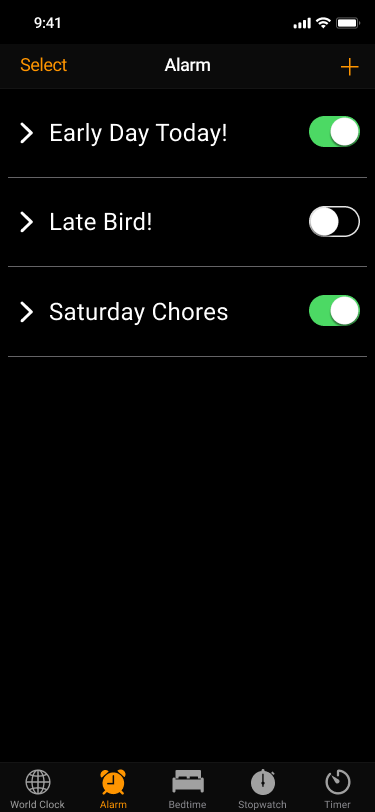 9:41
Select Alarm +
Early Day Today!
Late Bird!
Saturday Chores
World Clock Alarm Bedtime Stopwatch Timer